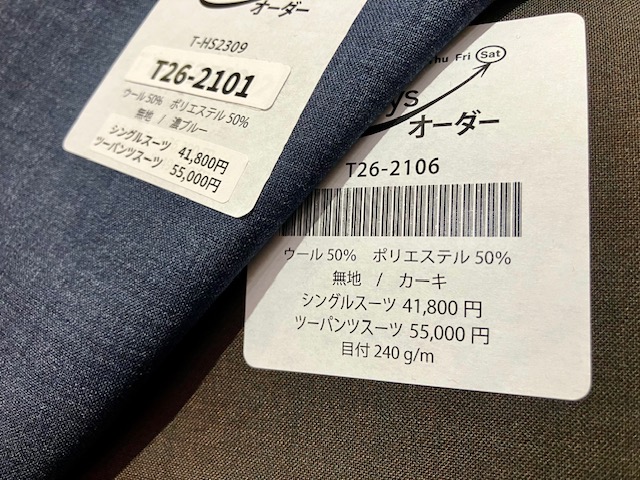 オーダー
T-HS2309
T26-2101
ウール 50% ポリエステル 50%
無地 / 濃ブルー
シングルスーツ 41,800円
ツーパンツスーツ 55,000円
Fri Sat
オーダー
T26-2106
ウール 50% ポリエステル 50%
無地 / カーキ
シングルスーツ 41,800 円
ツーパンツスーツ 55,000 円
目付 240 g/m